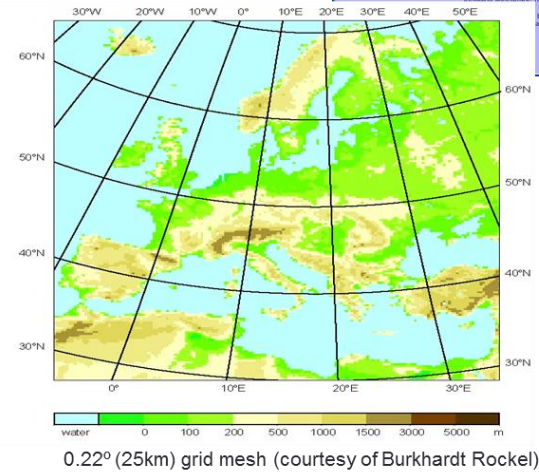 30°W 20°W 10°W 0° 10°E 20°E 30°E 40°E 50°E
60°N
60°N
50°N
50°N
40°N
40°N
30°N
30°N
0° 10°E 20°E 30°E
water 0 100 200 500 1000 1500 3000 5000 m
0.22º (25km) grid mesh (courtesy of Burkhardt Rockel)